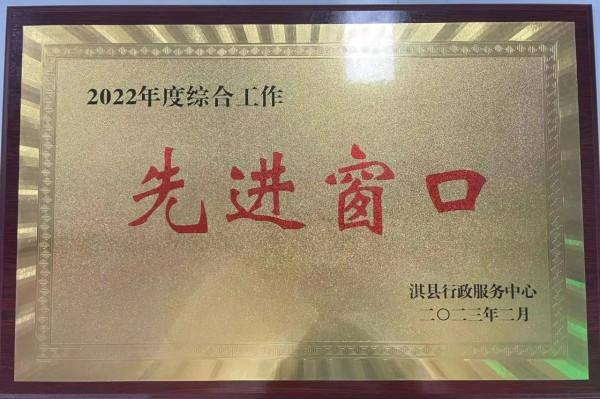 2022年度综合工作
先进窗口
淇县行政服务中心
二〇二三年二月